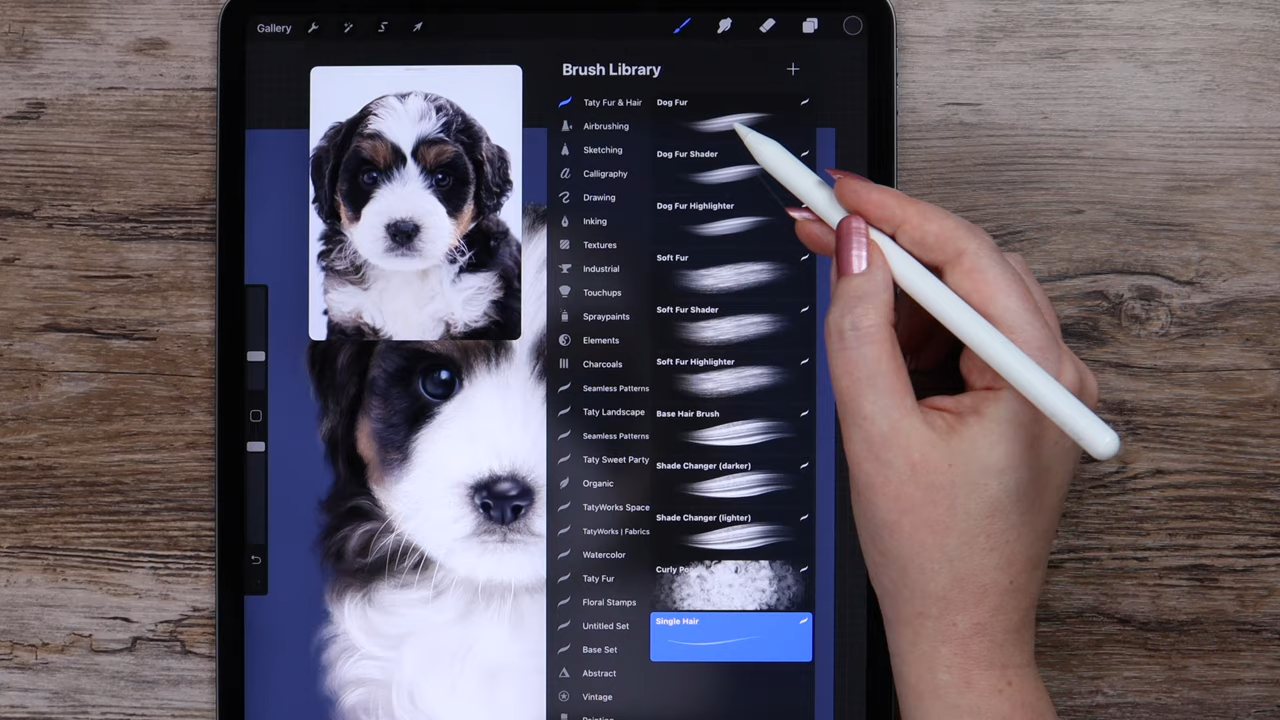 Gallery
Brush Library
Taty Fur & Hair
Airbrushing
Sketching
Calligraphy
Drawing
Inking
Textures
Industrial
Touchups
Spraypaints
Elements
Charcoals
Seamless Patterns
Taty Landscape
Seamless Patterns
Taty Sweet Party
Organic
TatyWorks Space
TatyWorks | Fabrics
Watercolor
Taty Fur
Floral Stamps
Untitled Set
Base Set
Abstract
Vintage
Dog Fur
Dog Fur Shader
Dog Fur Highlighter
Soft Fur
Soft Fur Shader
Soft Fur Highlighter
Base Hair Brush
Shade Changer (darker)
Shade Changer (lighter)
Curly
Single Hair